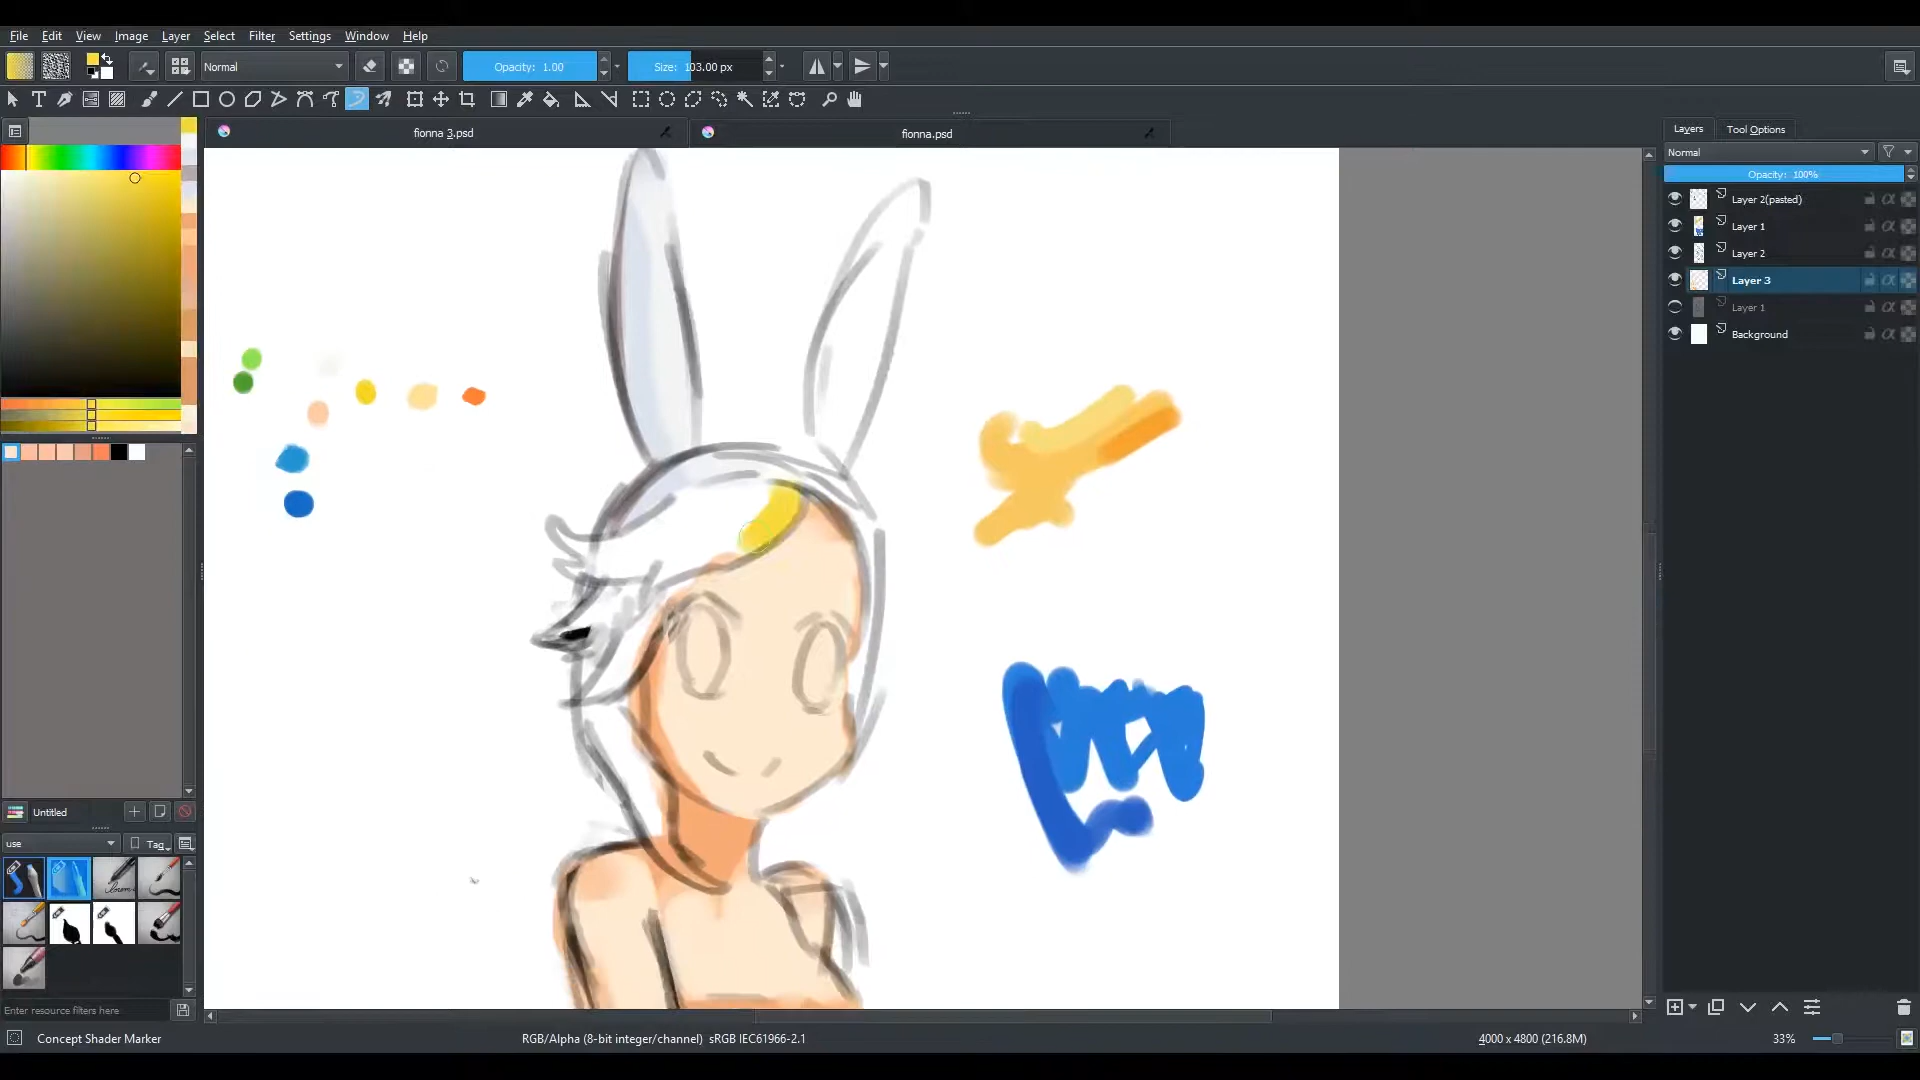 File Edit View Image Layer Select Filter Settings Window Help
Normal
Opacity: 1.00
Size: 103.00 px
fionna 3.psd
fionna.psd
Layers
Tool Options
Normal
Opacity: 100%
Layer 2(pasted)
Layer 1
Layer 2
Layer 3
Layer 1
Background
Untitled
use
Tag
Enter resource filters here
Concept Shader Marker
RGB/Alpha (8-bit integer/channel) sRGB IEC61966-2.1
4000 x 4800 (216.8M)
33%